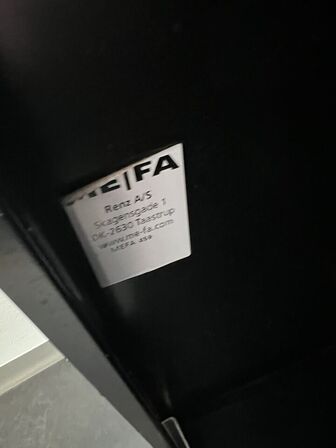 ME|FA
Renz A/S
Skagensgade 1
DK-2630 Taastrup
www.me-fa.com
MEFA 459